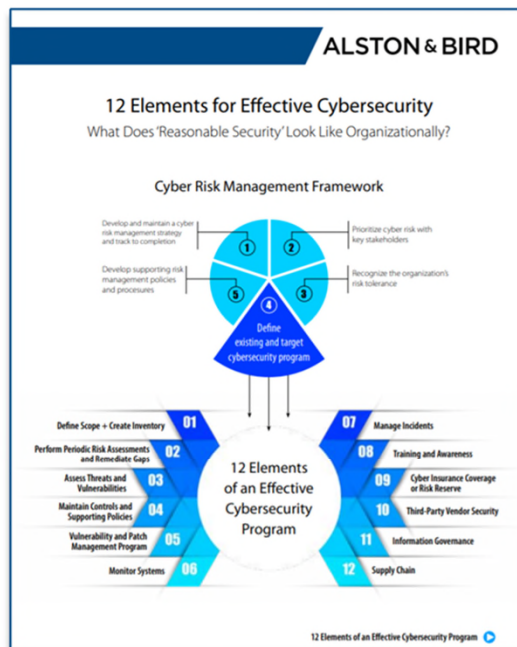 ALSTON & BIRD
12 Elements for Effective Cybersecurity
What Does 'Reasonable Security' Look Like Organizationally?
Cyber Risk Management Framework
Develop and maintain a cyber
risk management strategy
and track to completion
1
2
Prioritize cyber risk with
key stakeholders
Develop supporting risk
management policies
and procesures
5
3
Recognize the organization's
risk tolerance
4
Define
existing and target
cybersecurity program
Define Scope + Create Inventory
01
Perform Periodic Risk Assessments
and Remediate Gaps
02
Assess Threats and
Vulnerabilities
03
Maintain Controls and
Supporting Policies
04
Vulnerability and Patch
Management Program
05
Monitor Systems
06
12 Elements
of an Effective
Cybersecurity
Program
07
Manage Incidents
08
Training and Awareness
09
Cyber Insurance Coverage
or Risk Reserve
10
Third-Party Vendor Security
11
Information Governance
12
Supply Chain
12 Elements of an Effective Cybersecurity Program